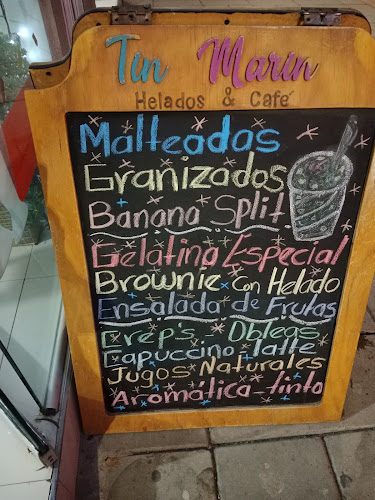 Tin Marin
Helados & Café
Malteadas
Granizados
Banana Split
Gelatina Especial
Brownie con Helado
Ensalada de Frutas
Crep's - Obleas
Capuccino - latte
Jugos Naturales
Aromática-tinto